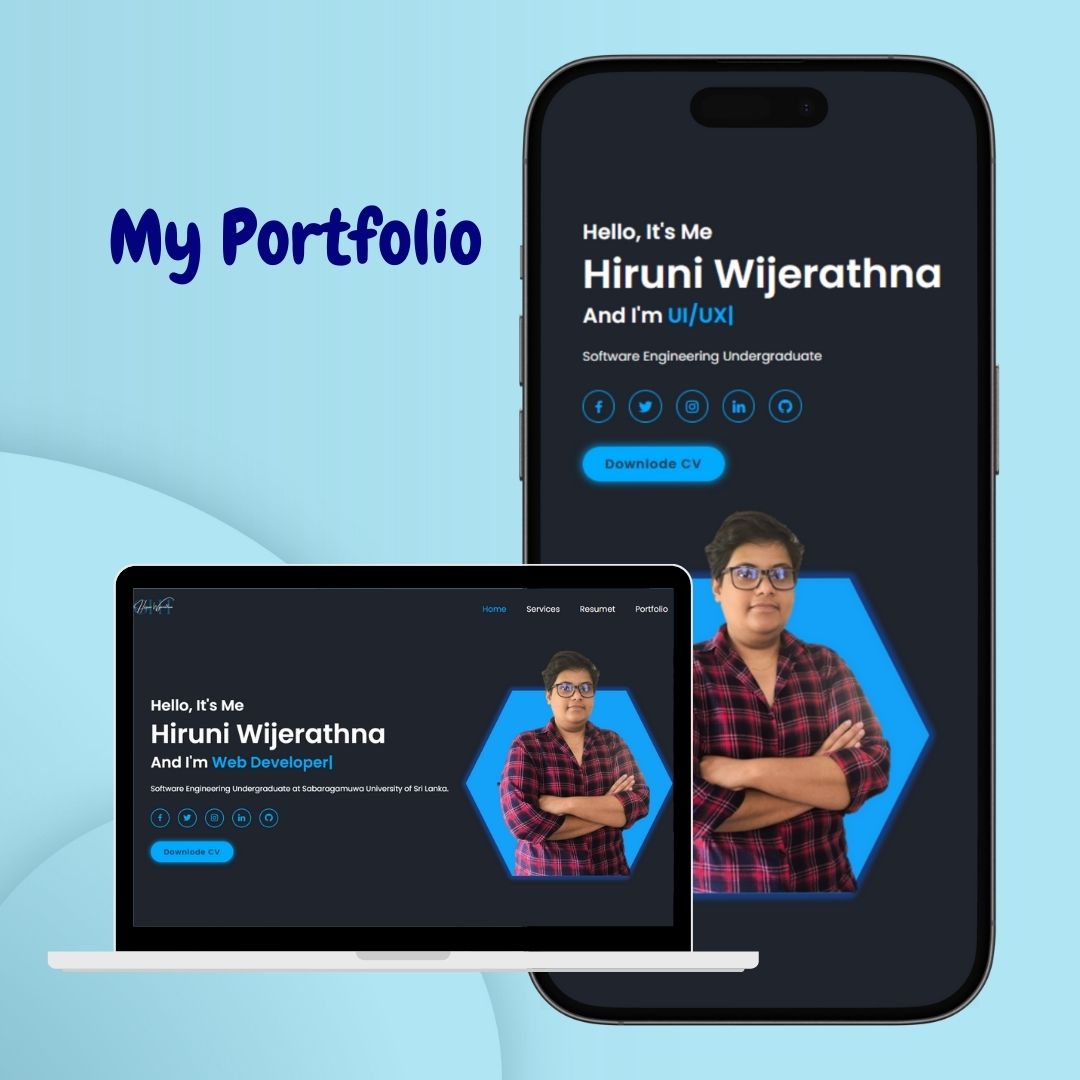 My Portfolio
Hello, It's Me
Hiruni Wijerathna
And I'm UI/UX|
Software Engineering Undergraduate
Downlode CV
Hiruni Wijerathna
Home Services Resumet Portfolio
Hello, It's Me
Hiruni Wijerathna
And I'm Web Developer|
Software Engineering Undergraduate at Sabaragamuwa University of Sri Lanka.
Downlode CV